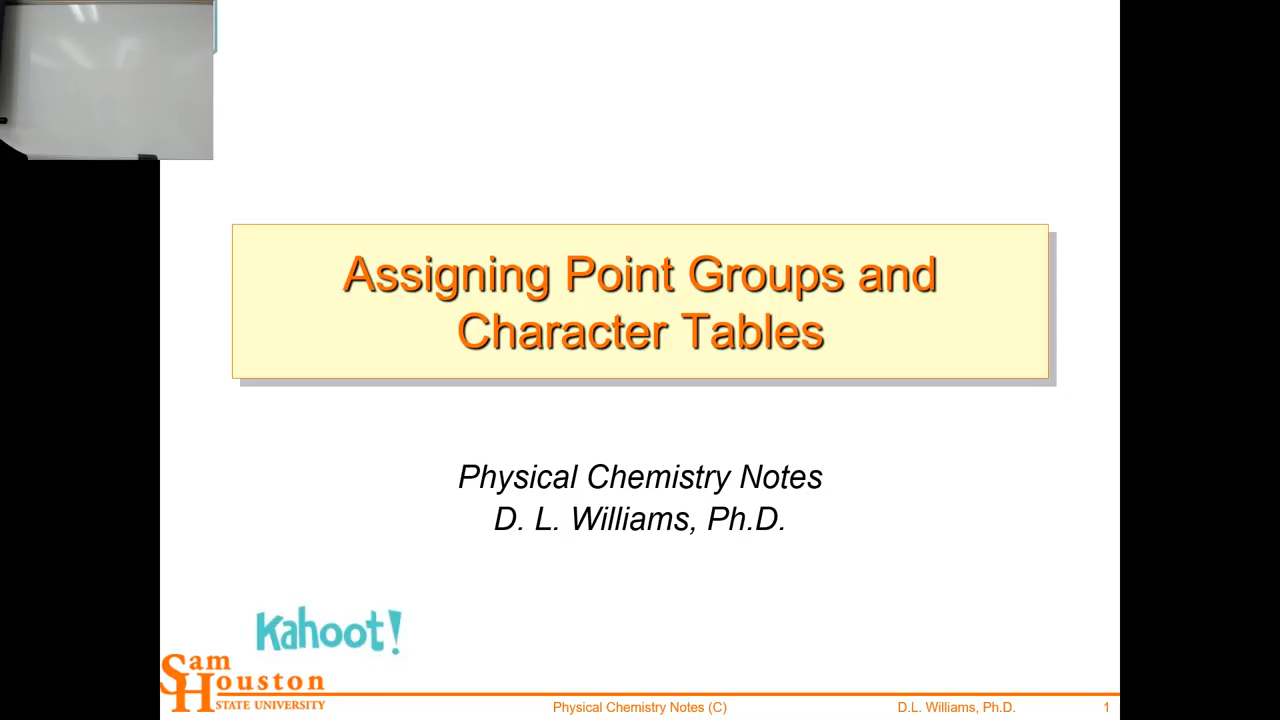 Assigning Point Groups and
Character Tables
Physical Chemistry Notes
D. L. Williams, Ph.D.
Kahoot!
Sam
Houston
STATE UNIVERSITY
Physical Chemistry Notes (C)
D.L. Williams, Ph.D.
1